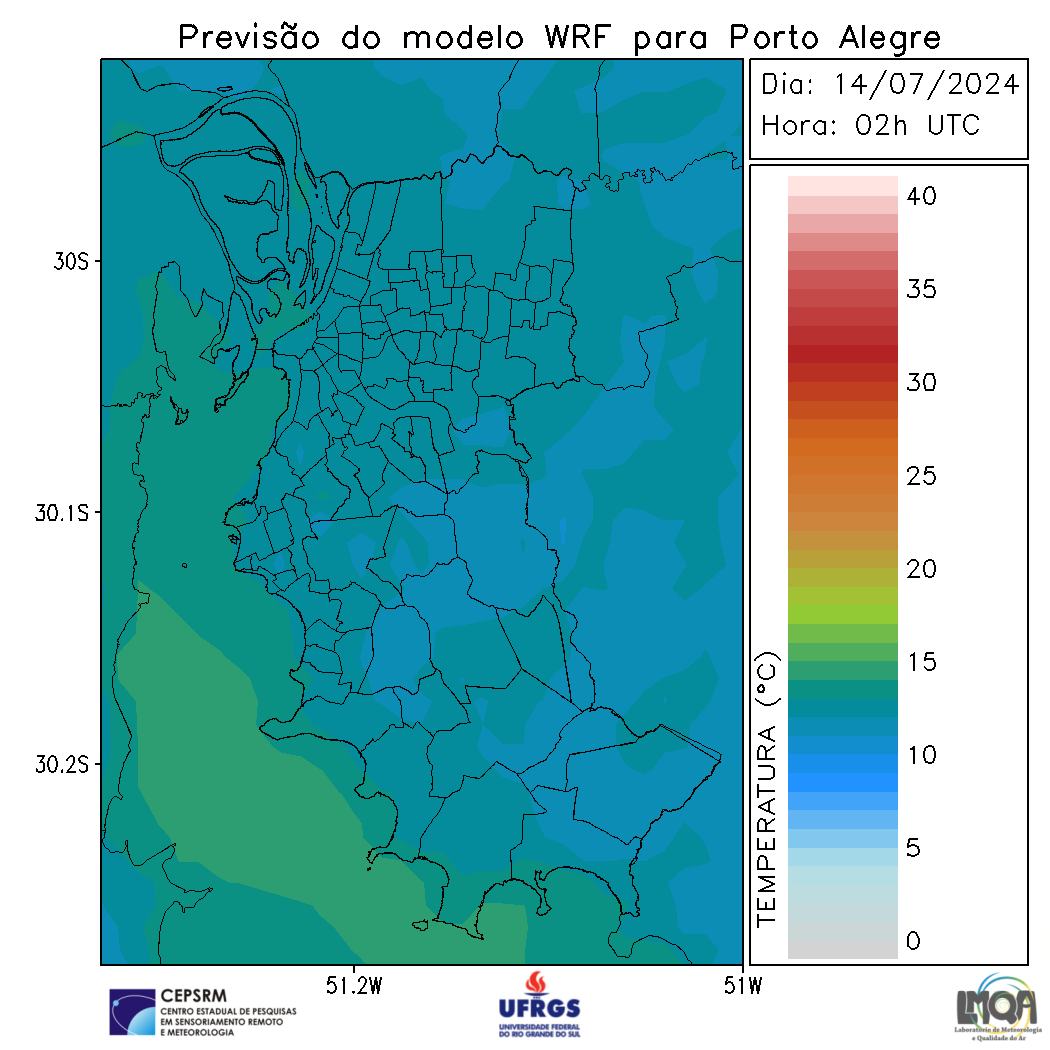 Previsão do modelo WRF para Porto Alegre
Dia: 14/07/2024
Hora: 02h UTC
40
35
30
25
20
15
10
5
0
TEMPERATURA (°C)
30S
30.1S
30.2S
51.2W
51W
CEPSRM
CENTRO ESTADUAL DE PESQUISAS
EM SENSORIAMENTO REMOTO
E METEOROLOGIA
UFRGS
UNIVERSIDADE FEDERAL
DO RIO GRANDE DO SUL
LMQA
Laboratório de Meteorologia
e Qualidade do Ar